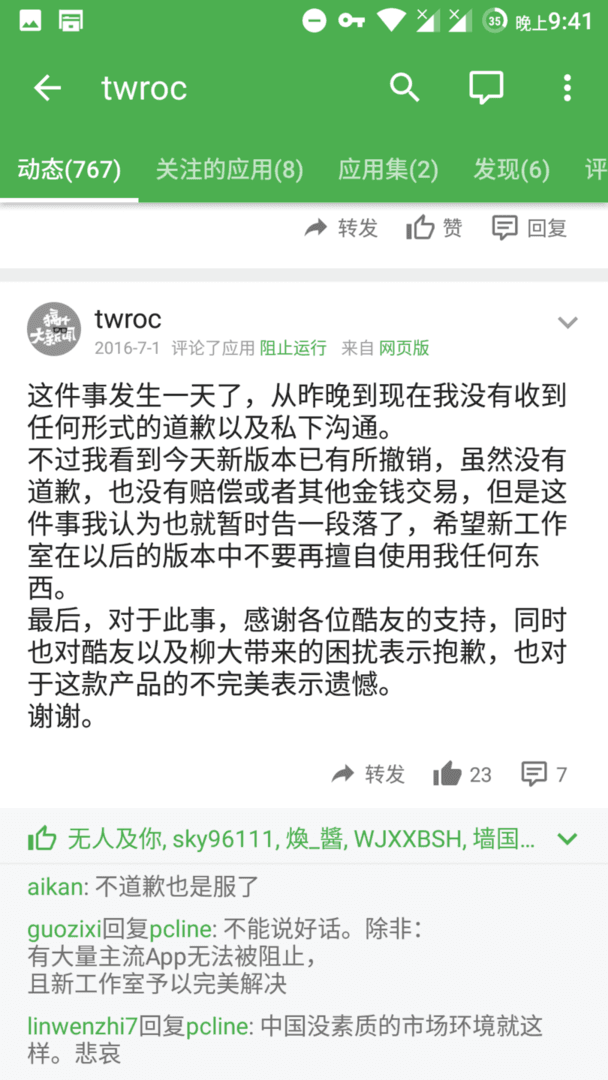 35 晚上9:41
twroc
动态(767) 关注的应用(8) 应用集(2) 发现(6) 评
转发 赞 回复
搞个大新闻
twroc
2016-7-1 评论了应用 阻止运行 来自 网页版
这件事发生一天了，从昨晚到现在我没有收到
任何形式的道歉以及私下沟通。
不过我看到今天新版本已有所撤销，虽然没有
道歉，也没有赔偿或者其他金钱交易，但是这
件事我认为也就暂时告一段落了，希望新工作
室在以后的版本中不要再擅自使用我任何东
西。
最后，对于此事，感谢各位酷友的支持，同时
也对酷友以及柳大带来的困扰表示抱歉，也对
于这款产品的不完美表示遗憾。
谢谢。
转发 23 7
无人及你, sky96111, 煥_醬, WJXXBSH, 墙国...
aikan: 不道歉也是服了
guozixi回复pcline: 不能说好话。除非：
有大量主流App无法被阻止，
且新工作室予以完美解决
linwenzhi7回复pcline: 中国没素质的市场环境就这
样。悲哀